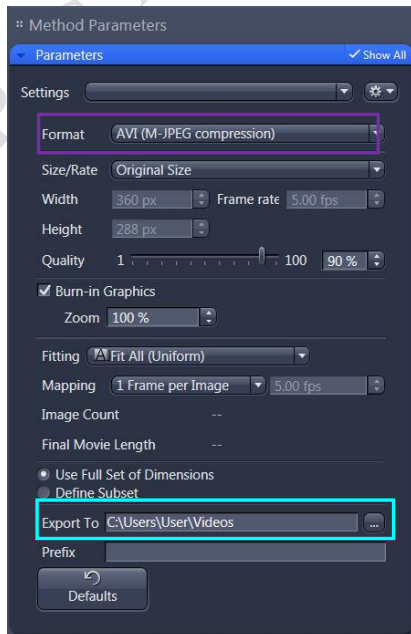 Method Parameters
Parameters Show All
Settings
Format AVI (M-JPEG compression)
Size/Rate Original Size
Width 360 px Frame rate 5.00 fps
Height 288 px
Quality 1 100 90 %
Burn-in Graphics
Zoom 100 %
Fitting A Fit All (Uniform)
Mapping 1 Frame per Image 5.00 fps
Image Count --
Final Movie Length --
Use Full Set of Dimensions
Define Subset
Export To C:\Users\User\Videos ...
Prefix
Defaults